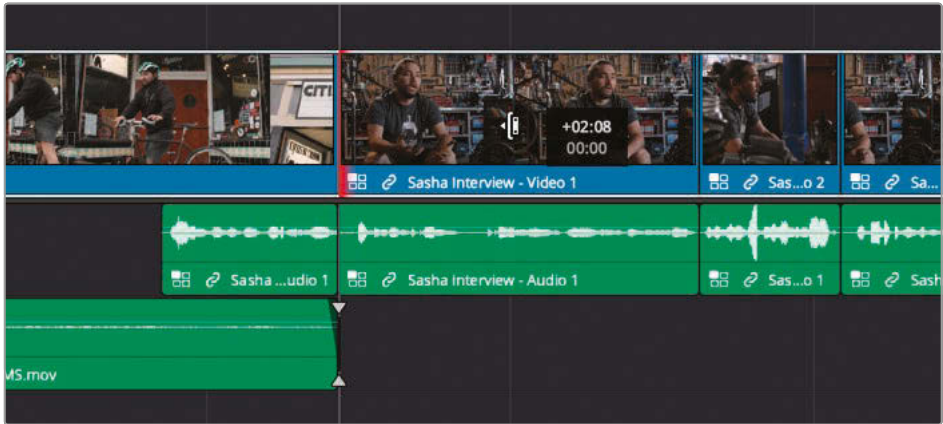 CITI
+02:08
00:00
Sasha Interview - Video 1
Sas...o 2
Sa...
Sasha ...udio 1
Sasha Interview - Audio 1
Sas...o 1
Sash
MS.mov